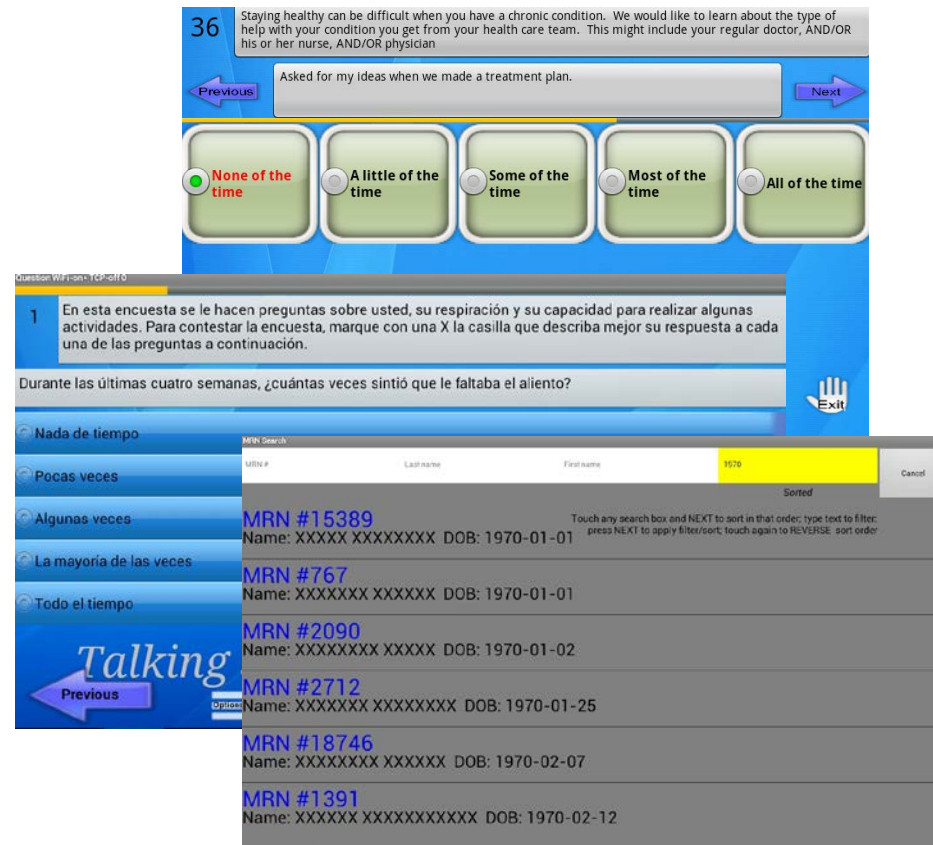 36
Staying healthy can be difficult when you have a chronic condition. We would like to learn about the type of
help with your condition you get from your health care team. This might include your regular doctor, AND/OR
his or her nurse, AND/OR physician
Previous
Asked for my ideas when we made a treatment plan.
Next
None of the
time
A little of the
time
Some of the
time
Most of the
time
All of the time
Question WiFi-on+ TCP-off 0
1
En esta encuesta se le hacen preguntas sobre usted, su respiración y su capacidad para realizar algunas
actividades. Para contestar la encuesta, marque con una X la casilla que describa mejor su respuesta a cada
una de las preguntas a continuación.
Durante las últimas cuatro semanas, ¿cuántas veces sintió que le faltaba el aliento?
Exit
Nada de tiempo
Pocas veces
Algunas veces
La mayoría de las veces
Todo el tiempo
Talking
Previous
Options
MRN Search
MRN #
Last name
First name
1970
Cancel
Sorted
Touch any search box and NEXT to sort in that order; type text to filter:
press NEXT to apply filter/sort; touch again to REVERSE sort order
MRN #15389
Name: XXXXX XXXXXXXX DOB: 1970-01-01
MRN #767
Name: XXXXXXX XXXXXX DOB: 1970-01-01
MRN #2090
Name: XXXXXXXX XXXXX DOB: 1970-01-02
MRN #2712
Name: XXXXXXX XXXXXXXX DOB: 1970-01-25
MRN #18746
Name: XXXXXXXX XXXXXX DOB: 1970-02-07
MRN #1391
Name: XXXXXX XXXXXXXXXXX DOB: 1970-02-12